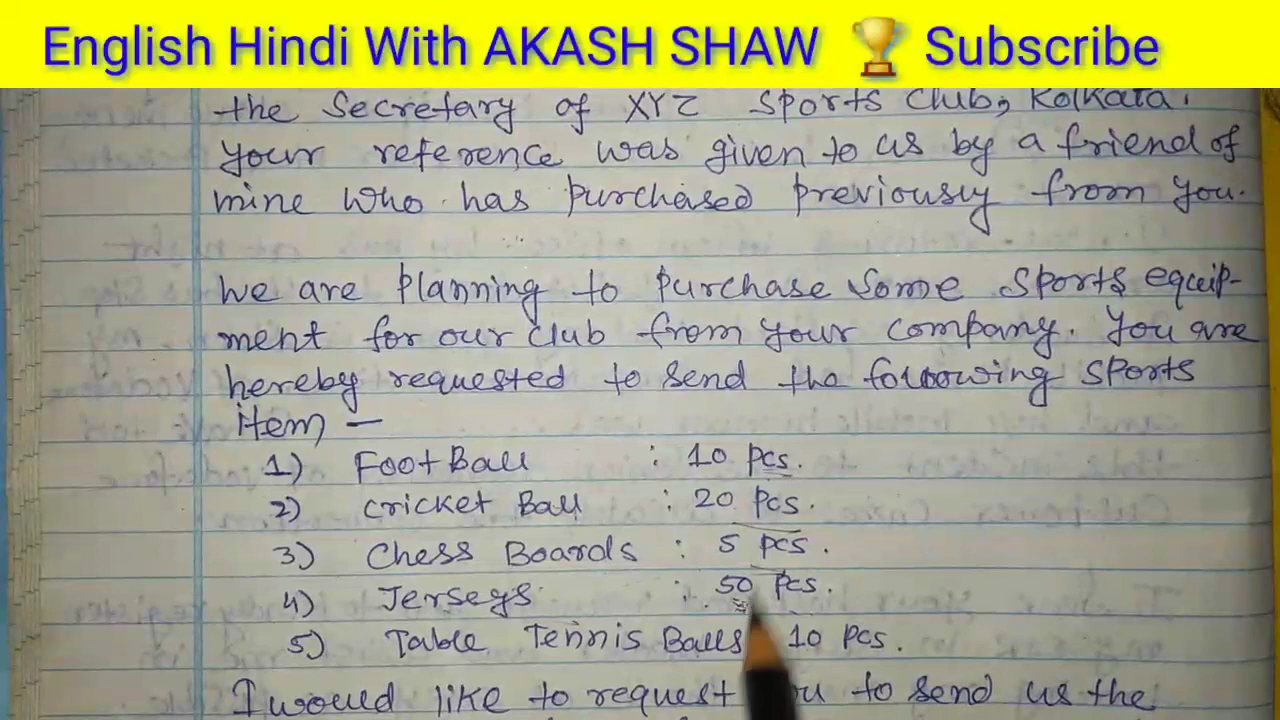 English Hindi With AKASH SHAW 🏆 Subscribe
the Secretary of XYZ Sports Club, Kolkata.
Your reference was given to us by a friend of
mine who has purchased previously from you.
We are planning to purchase some sports equip-
ment for our club from your company. You are
hereby requested to send the following sports
item —
1) Foot Ball : 10 pcs.
2) Cricket Ball : 20 pcs.
3) Chess Boards : 5 pcs.
4) Jerseys : 50 pcs.
5) Table Tennis Balls 10 pcs.
I would like to request you to send us the